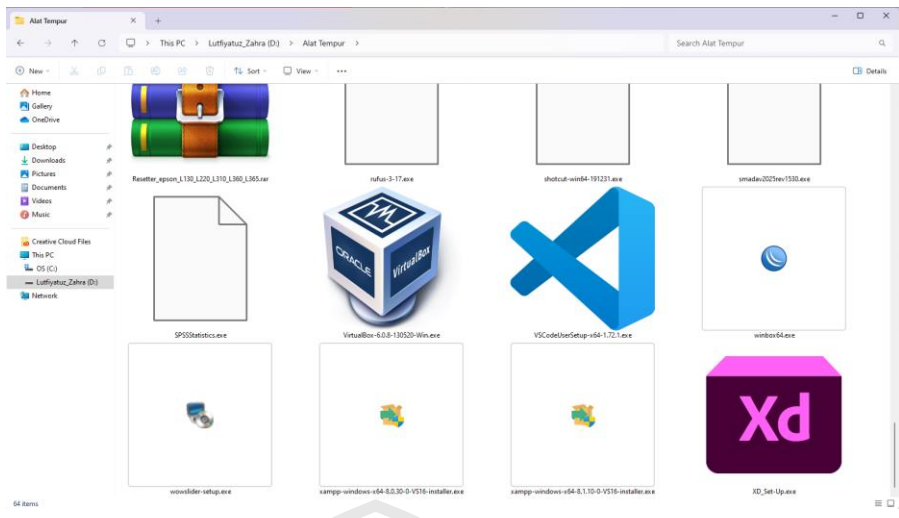 Alat Tempur
This PC > Lutfiyatuz_Zahra (D:) > Alat Tempur >
Search Alat Tempur
New
Sort
View
Details
Home
Gallery
OneDrive
Desktop
Downloads
Pictures
Documents
Videos
Music
Creative Cloud Files
This PC
OS (C:)
Lutfiyatuz_Zahra (D:)
Network
Resetter_epson_L130_L220_L310_L360_L365.rar
rufus-3-17.exe
shotcut-win64-191231.exe
smadav2025rev1530.exe
ORACLE
VirtualBox
SPSSStatistics.exe
VirtualBox-6.0.8-130520-Win.exe
VSCodeUserSetup-x64-1.72.1.exe
winbox64.exe
Xd
wowslider-setup.exe
xampp-windows-x64-8.0.30-0-VS16-installer.exe
xampp-windows-x64-8.1.10-0-VS16-installer.exe
XD_Set-Up.exe
64 items